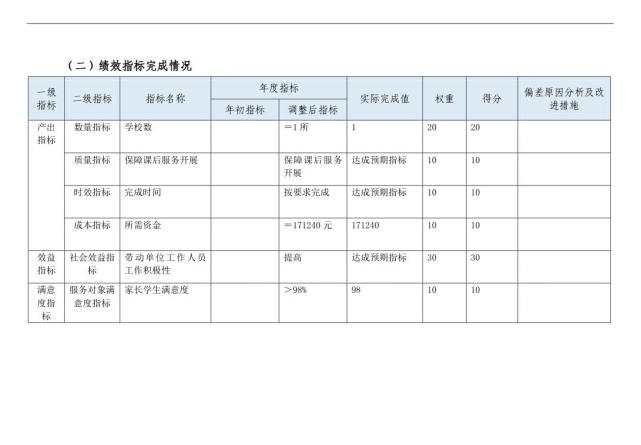 （二）绩效指标完成情况
一级指标 二级指标 指标名称 年度指标 实际完成值 权重 得分 偏差原因分析及改进措施
年初指标 调整后指标
产出指标 数量指标 学校数 ＝1 所 1 20 20
质量指标 保障课后服务开展 保障课后服务开展 达成预期指标 10 10
时效指标 完成时间 按要求完成 达成预期指标 10 10
成本指标 所需资金 ＝171240 元 171240 10 10
效益指标 社会效益指标 带动单位工作人员工作积极性 提高 达成预期指标 30 30
满意度指标 服务对象满意度指标 家长学生满意度 ＞98% 98 10 10